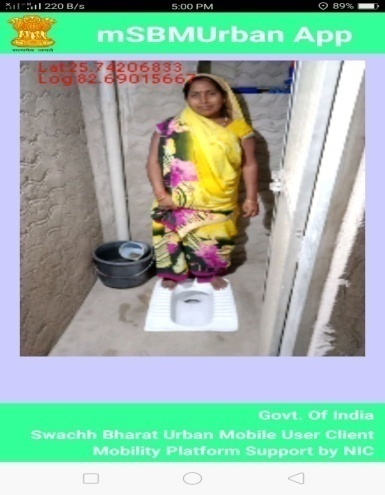 220 B/s
5:00 PM
89%
mSBMUrban App
Lat:25.74206833
Log:82.69015667
Govt. Of India
Swachh Bharat Urban Mobile User Client
Mobility Platform Support by NIC